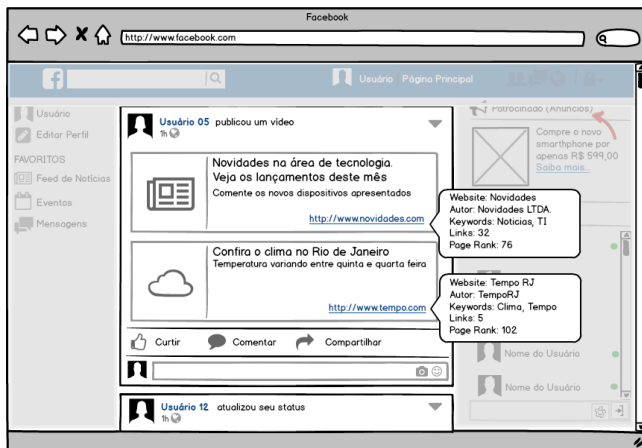 Facebook
http://www.facebook.com
Usuário Página Principal
Usuário
Editar Perfil
FAVORITOS
Feed de Notícias
Eventos
Mensagens
Usuário 05 publicou um vídeo
1h
Novidades na área de tecnologia.
Veja os lançamentos deste mês
Comente os novos dispositivos apresentados
http://www.novidades.com
Confira o clima no Rio de Janeiro
Temperatura variando entre quinta e quarta feira
http://www.tempo.com
Curtir Comentar Compartilhar
Usuário 12 atualizou seu status
1h
Patrocinado (Anúncios)
Compre o novo
smarthphone por
apenas R$ 599,00
Saiba mais...
Website: Novidades
Autor: Novidades LTDA.
Keywords: Noticias, TI
Links: 32
Page Rank: 76
Website: Tempo RJ
Autor: TempoRJ
Keywords: Clima, Tempo
Links: 5
Page Rank: 102
Nome do Usuário
Nome do Usuário